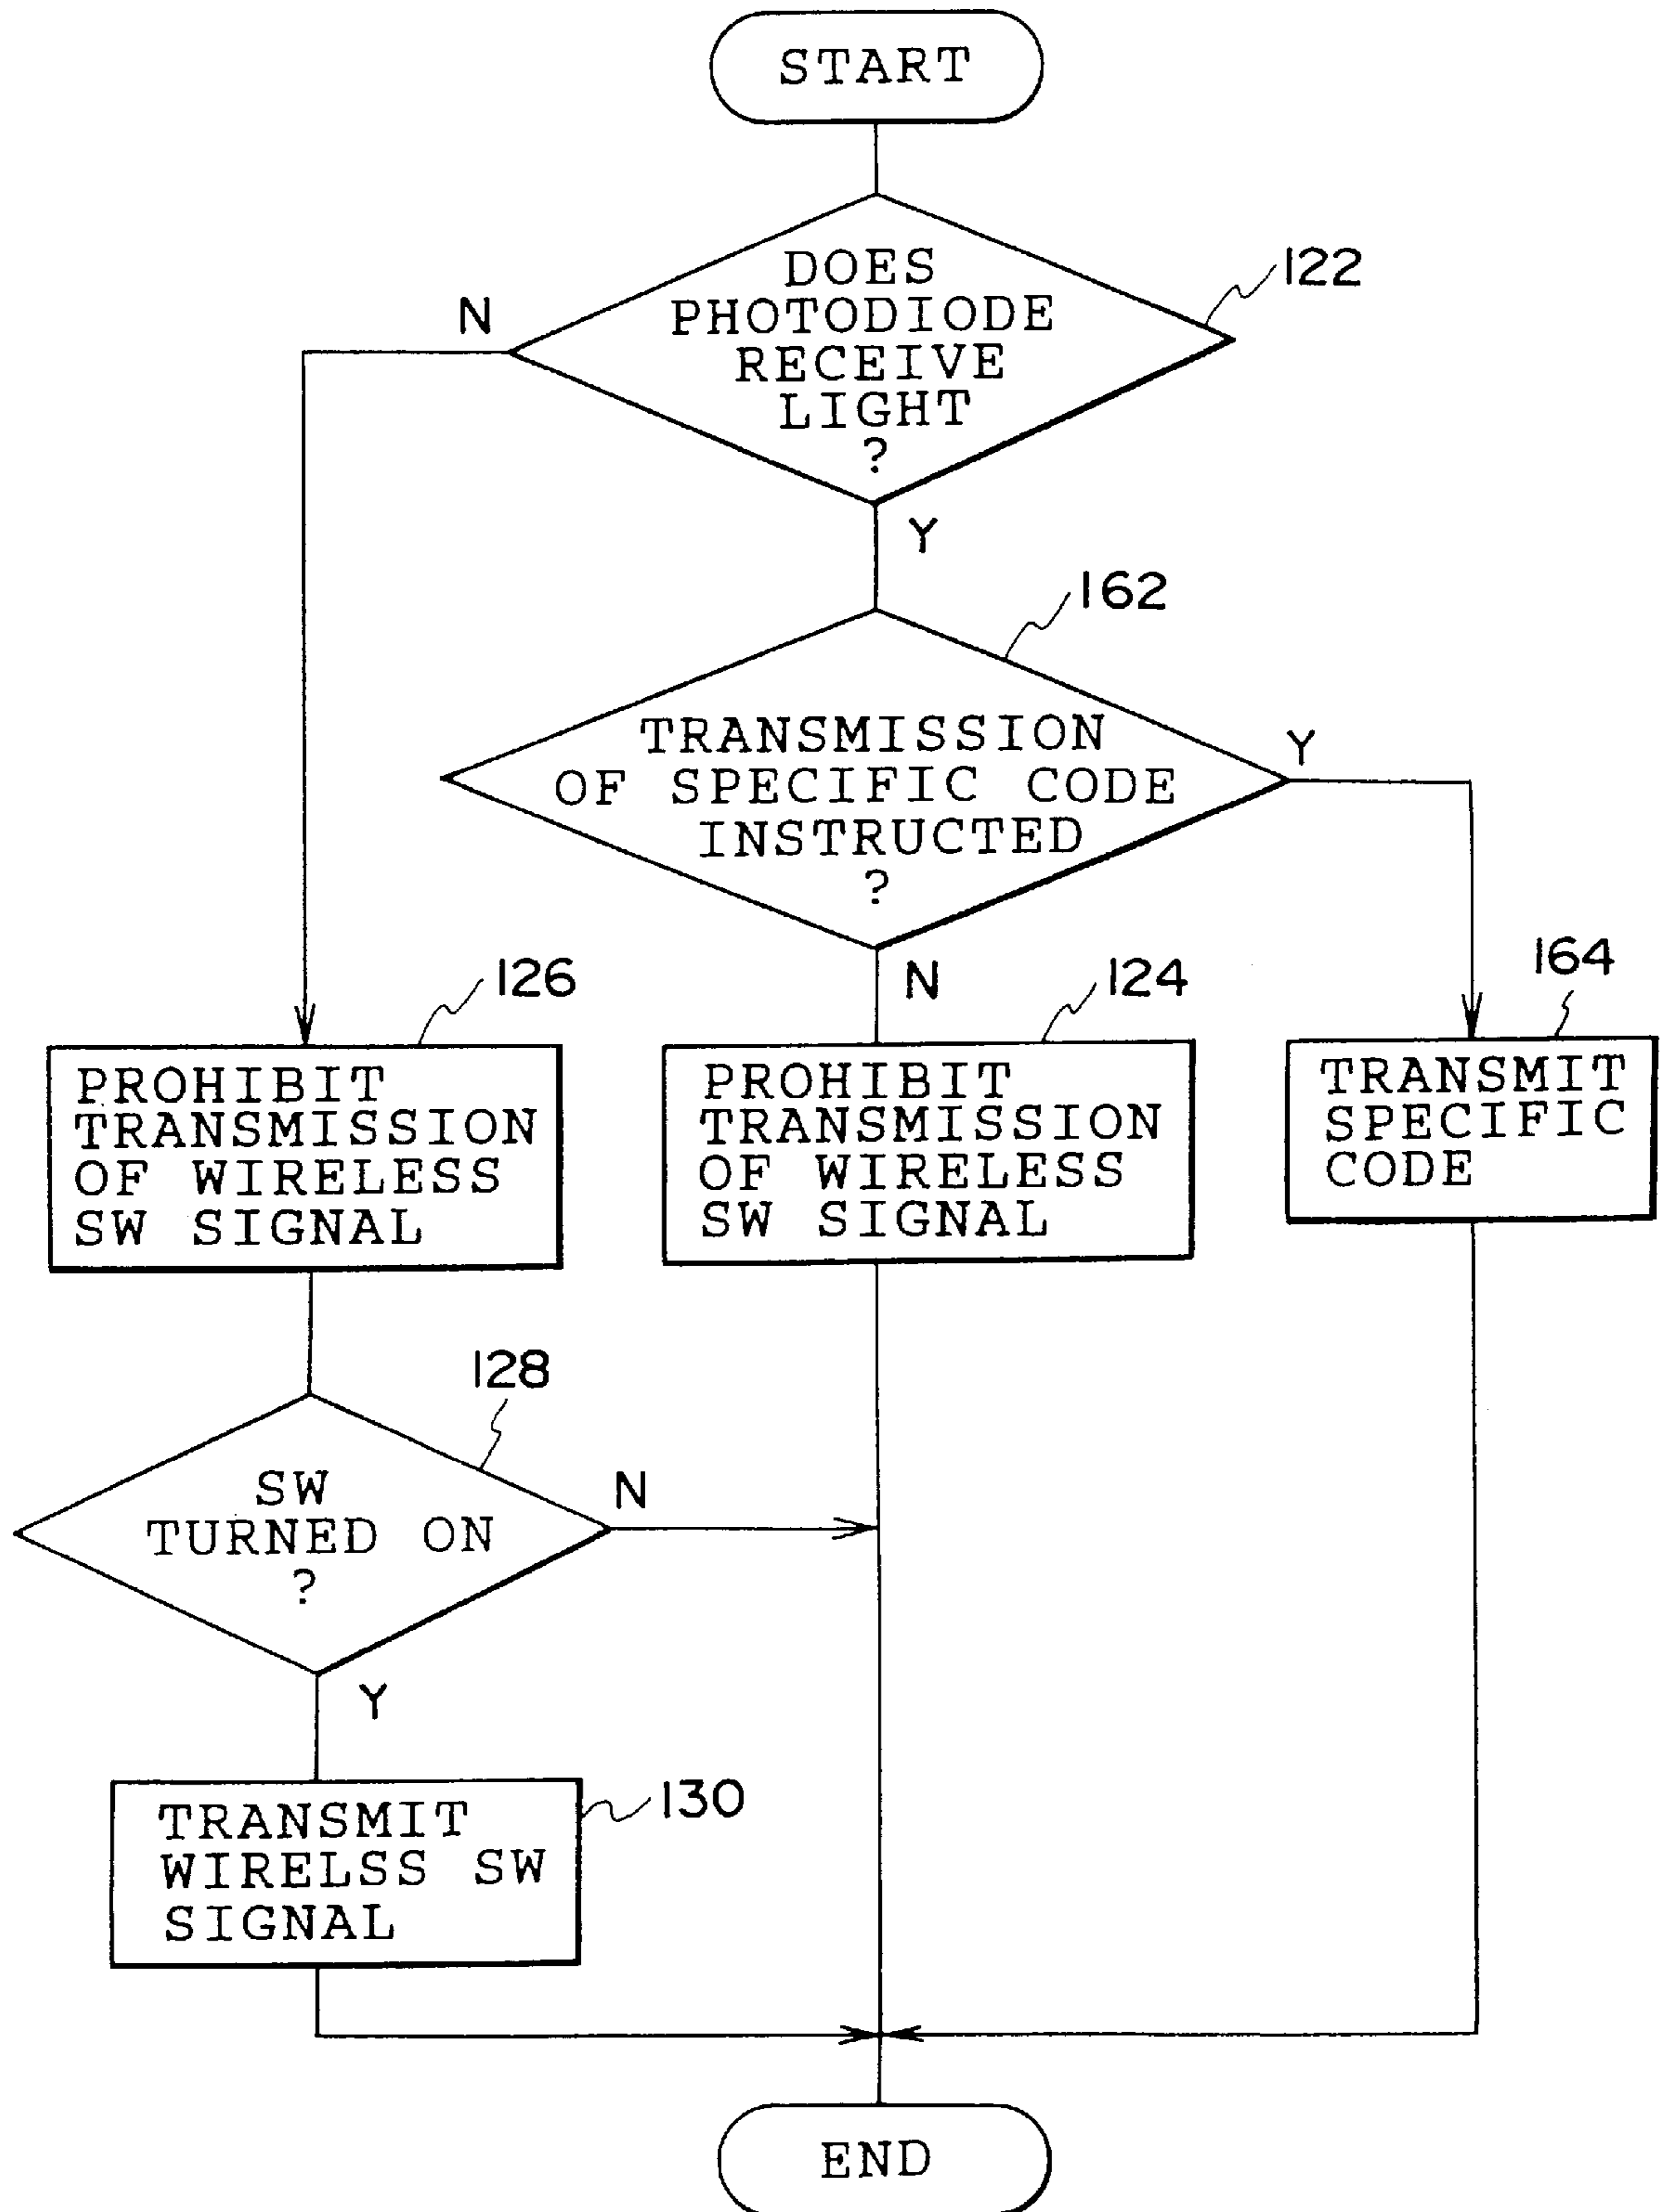 START
DOES
PHOTODIODE
RECEIVE
LIGHT
?
122
N
Y
162
TRANSMISSION
OF SPECIFIC CODE
INSTRUCTED
?
Y
N
126
PROHIBIT
TRANSMISSION
OF WIRELESS
SW SIGNAL
124
PROHIBIT
TRANSMISSION
OF WIRELESS
SW SIGNAL
164
TRANSMIT
SPECIFIC
CODE
128
SW
TURNED ON
?
N
Y
130
TRANSMIT
WIRELSS SW
SIGNAL
END